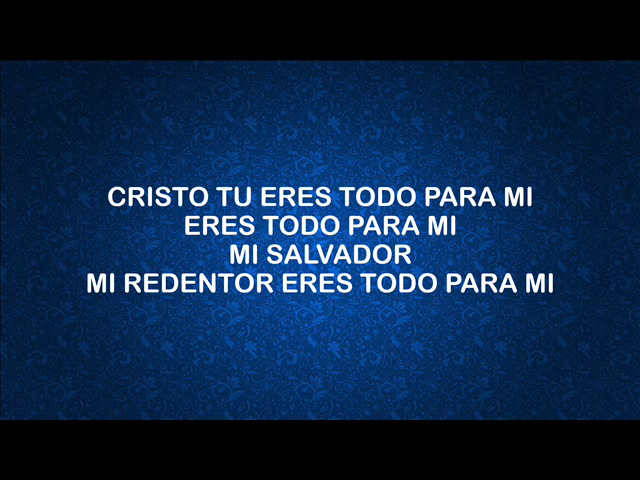 CRISTO TU ERES TODO PARA MI
ERES TODO PARA MI
MI SALVADOR
MI REDENTOR ERES TODO PARA MI